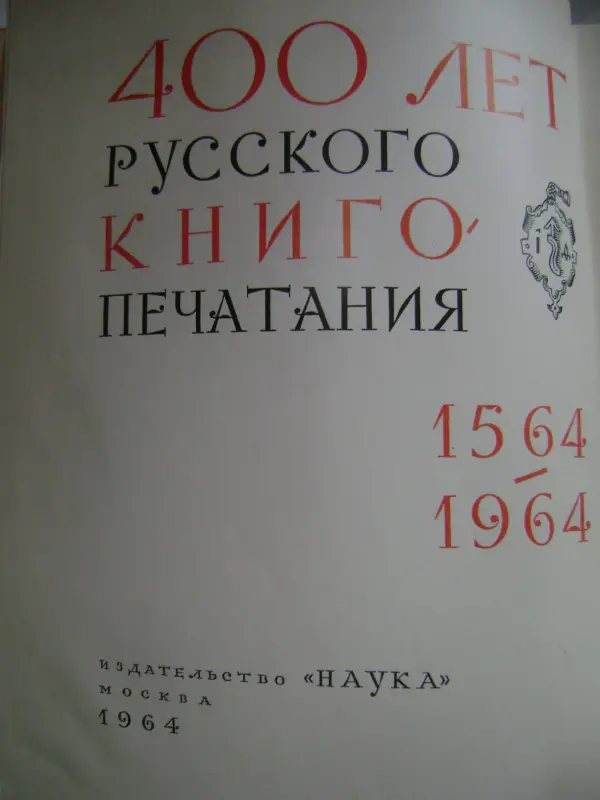 400 ЛЕТ
РУССКОГО
КНИГО-
ПЕЧАТАНИЯ
1564
—
1964
ИЗДАТЕЛЬСТВО «НАУКА»
МОСКВА
1964